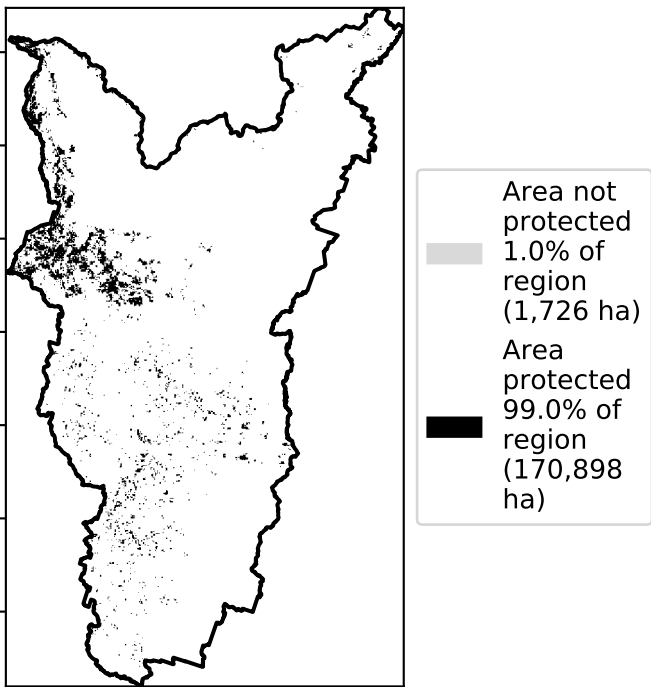 Area not
protected
1.0% of
region
(1,726 ha)
Area
protected
99.0% of
region
(170,898
ha)